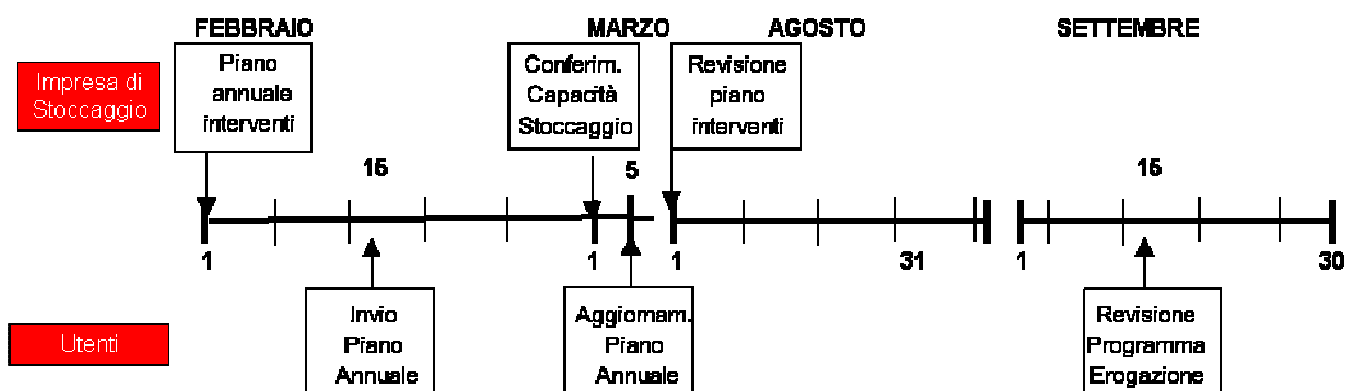 FEBBRAIO
MARZO
AGOSTO
SETTEMBRE
Impresa di
Stoccaggio
Piano
annuale
interventi
Conferim.
Capacità
Stoccaggio
Revisione
piano
interventi
15
5
15
1
1
1
31
1
30
Utenti
Invio
Piano
Annuale
Aggiornam.
Piano
Annuale
Revisione
Programma
Erogazione